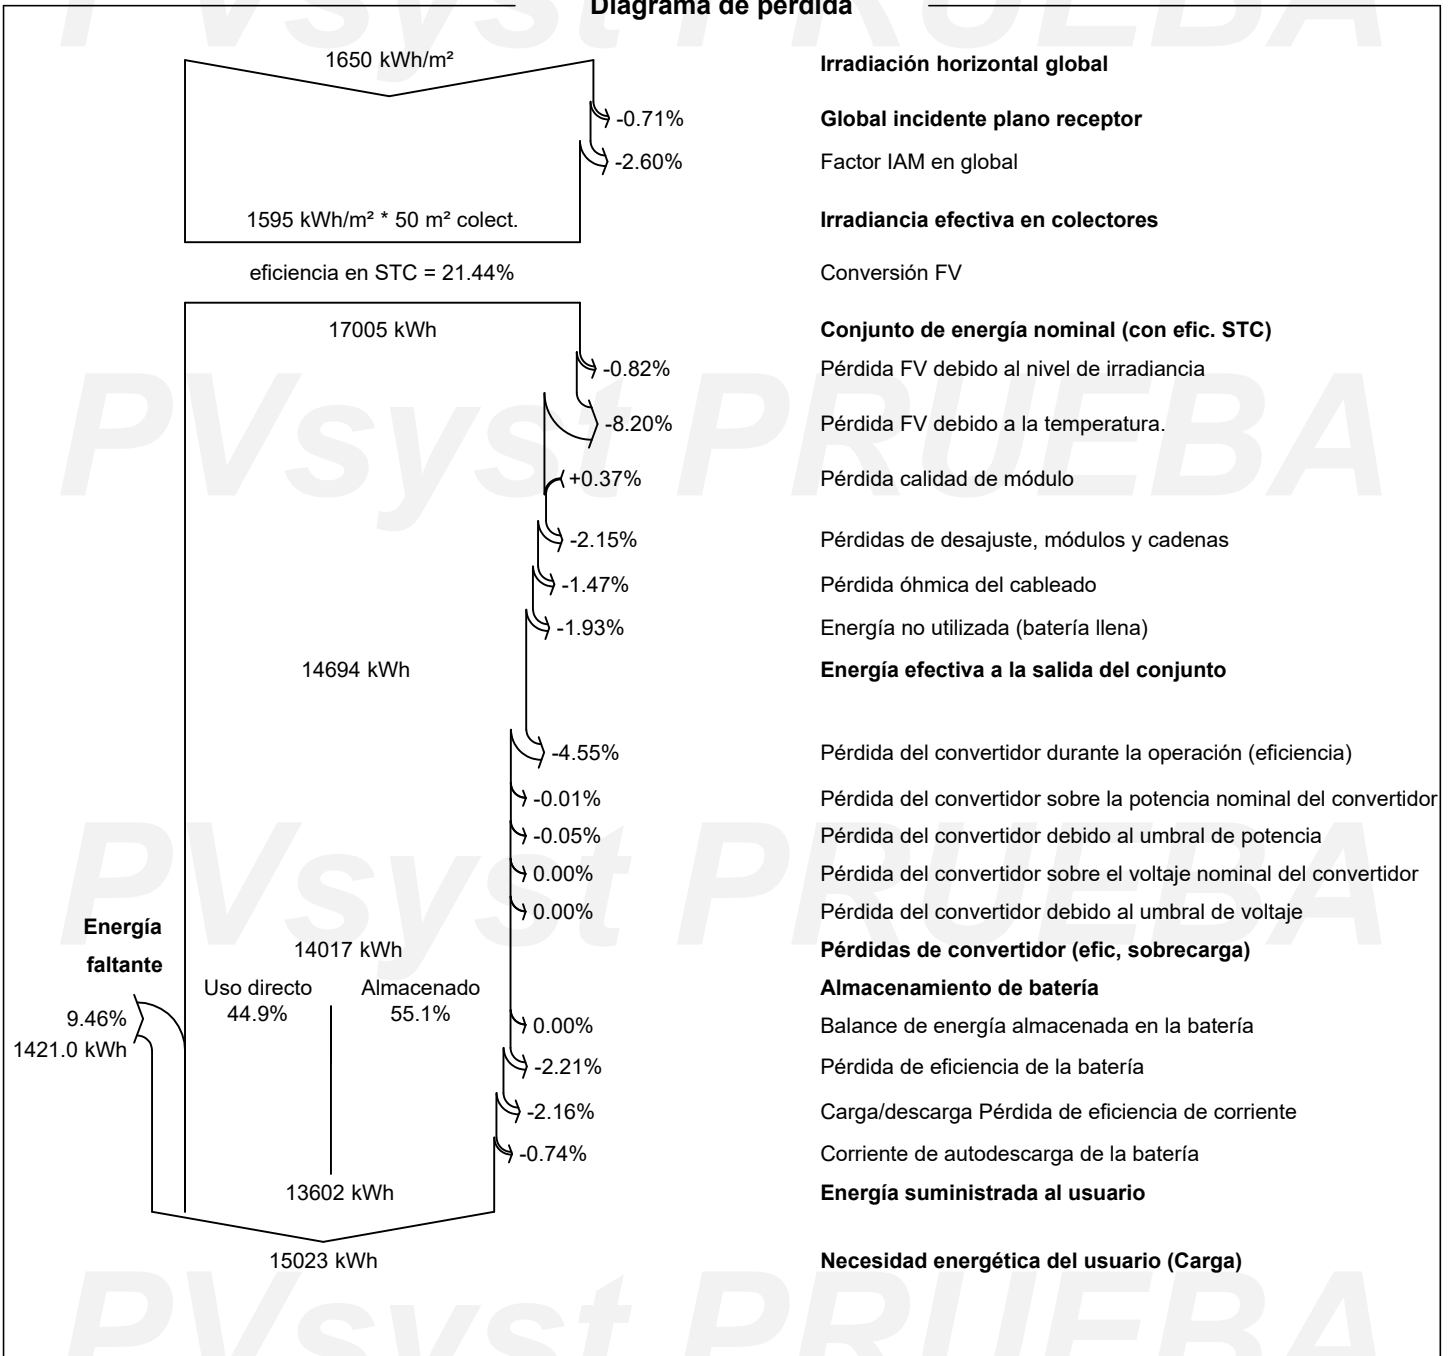 Diagrama de pérdida
PVsyst PRUEBA
1650 kWh/m² Irradiación horizontal global
-0.71% Global incidente plano receptor
-2.60% Factor IAM en global
1595 kWh/m² * 50 m² colect. Irradiancia efectiva en colectores
eficiencia en STC = 21.44% Conversión FV
17005 kWh Conjunto de energía nominal (con efic. STC)
-0.82% Pérdida FV debido al nivel de irradiancia
PVsyst PRUEBA
-8.20% Pérdida FV debido a la temperatura.
+0.37% Pérdida calidad de módulo
-2.15% Pérdidas de desajuste, módulos y cadenas
-1.47% Pérdida óhmica del cableado
-1.93% Energía no utilizada (batería llena)
14694 kWh Energía efectiva a la salida del conjunto
-4.55% Pérdida del convertidor durante la operación (eficiencia)
-0.01% Pérdida del convertidor sobre la potencia nominal del convertidor
-0.05% Pérdida del convertidor debido al umbral de potencia
PVsyst PRUEBA
0.00% Pérdida del convertidor sobre el voltaje nominal del convertidor
0.00% Pérdida del convertidor debido al umbral de voltaje
Energía
faltante
14017 kWh Pérdidas de convertidor (efic, sobrecarga)
Uso directo Almacenado Almacenamiento de batería
44.9% 55.1%
9.46% 0.00% Balance de energía almacenada en la batería
1421.0 kWh
-2.21% Pérdida de eficiencia de la batería
-2.16% Carga/descarga Pérdida de eficiencia de corriente
-0.74% Corriente de autodescarga de la batería
13602 kWh Energía suministrada al usuario
15023 kWh Necesidad energética del usuario (Carga)
PVsyst PRUEBA